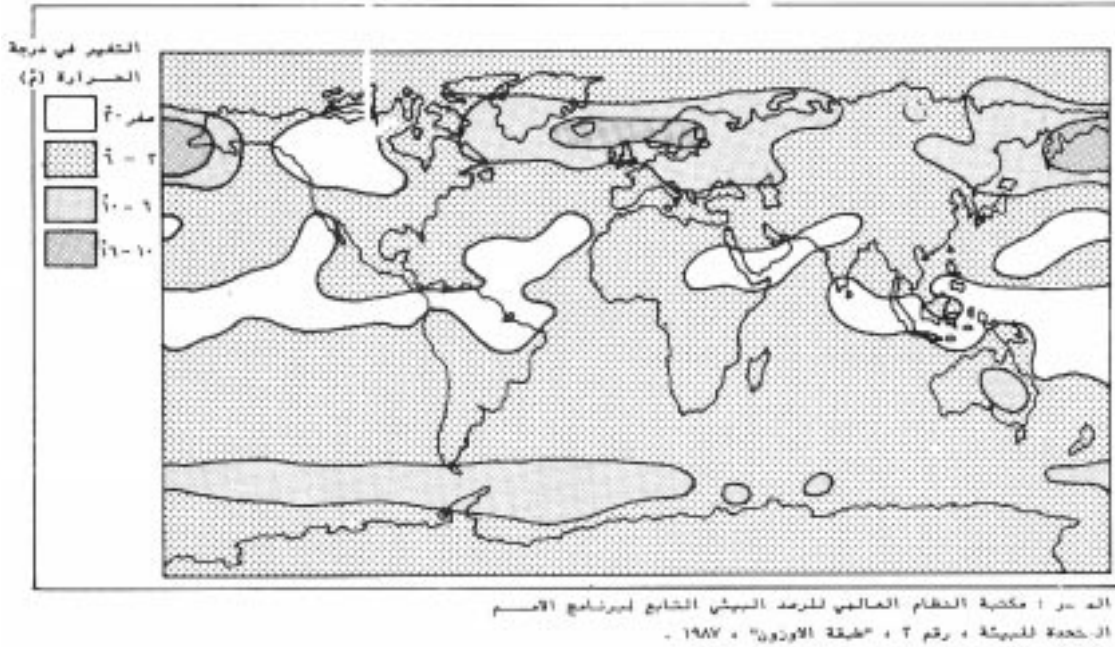 التغير في درجة
الحرارة (م°)
صفر - ٢°
٢ - ٦°
٦ - ١٠°
١٠ - ١٦°
المصدر : مكتبة النظام العالمي للرصد البيئي التابع لبرنامج الامم
المتحدة للبيئة ، رقم ٢ ، "طبقة الاوزون" ، ١٩٨٧ .